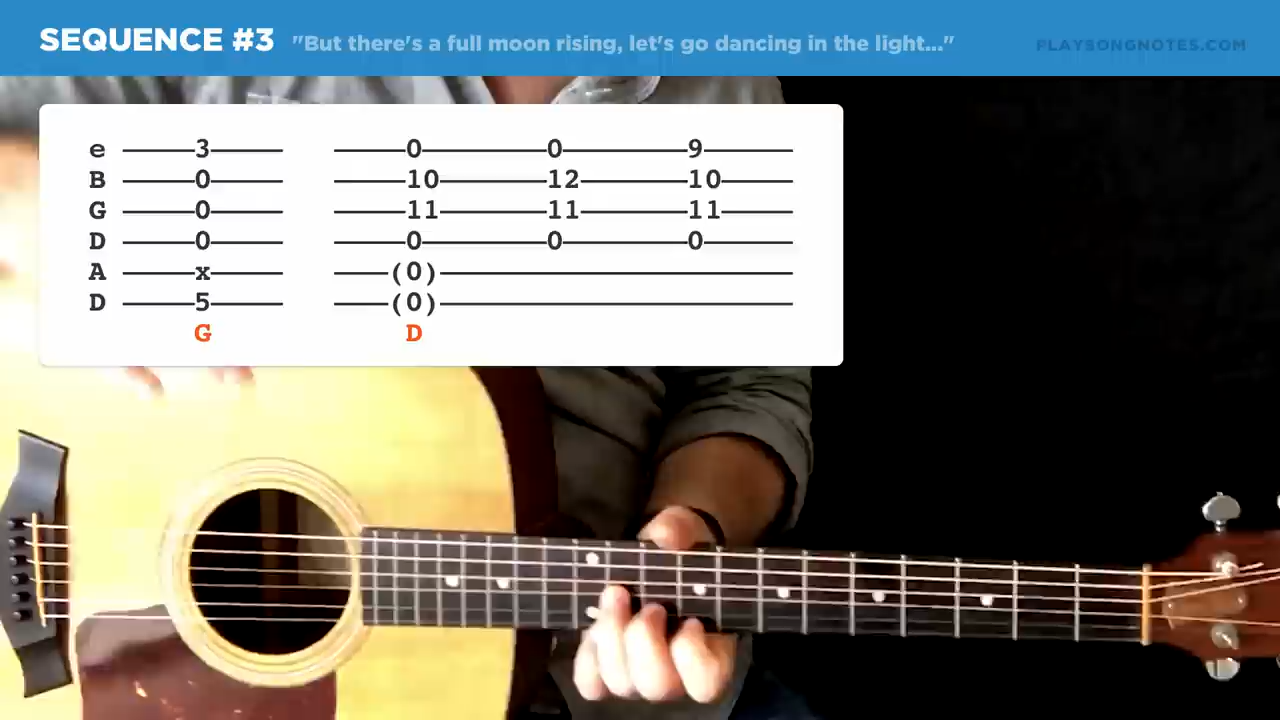 SEQUENCE #3 "But there's a full moon rising, let's go dancing in the light..." PLAYSONGNOTES.COM
e ———3——— ———0———0———9———
B ———0——— ———10———12———10———
G ———0——— ———11———11———11———
D ———0——— ———0———0———0———
A ———x——— ———(0)———————
D ———5——— ———(0)———————
G D